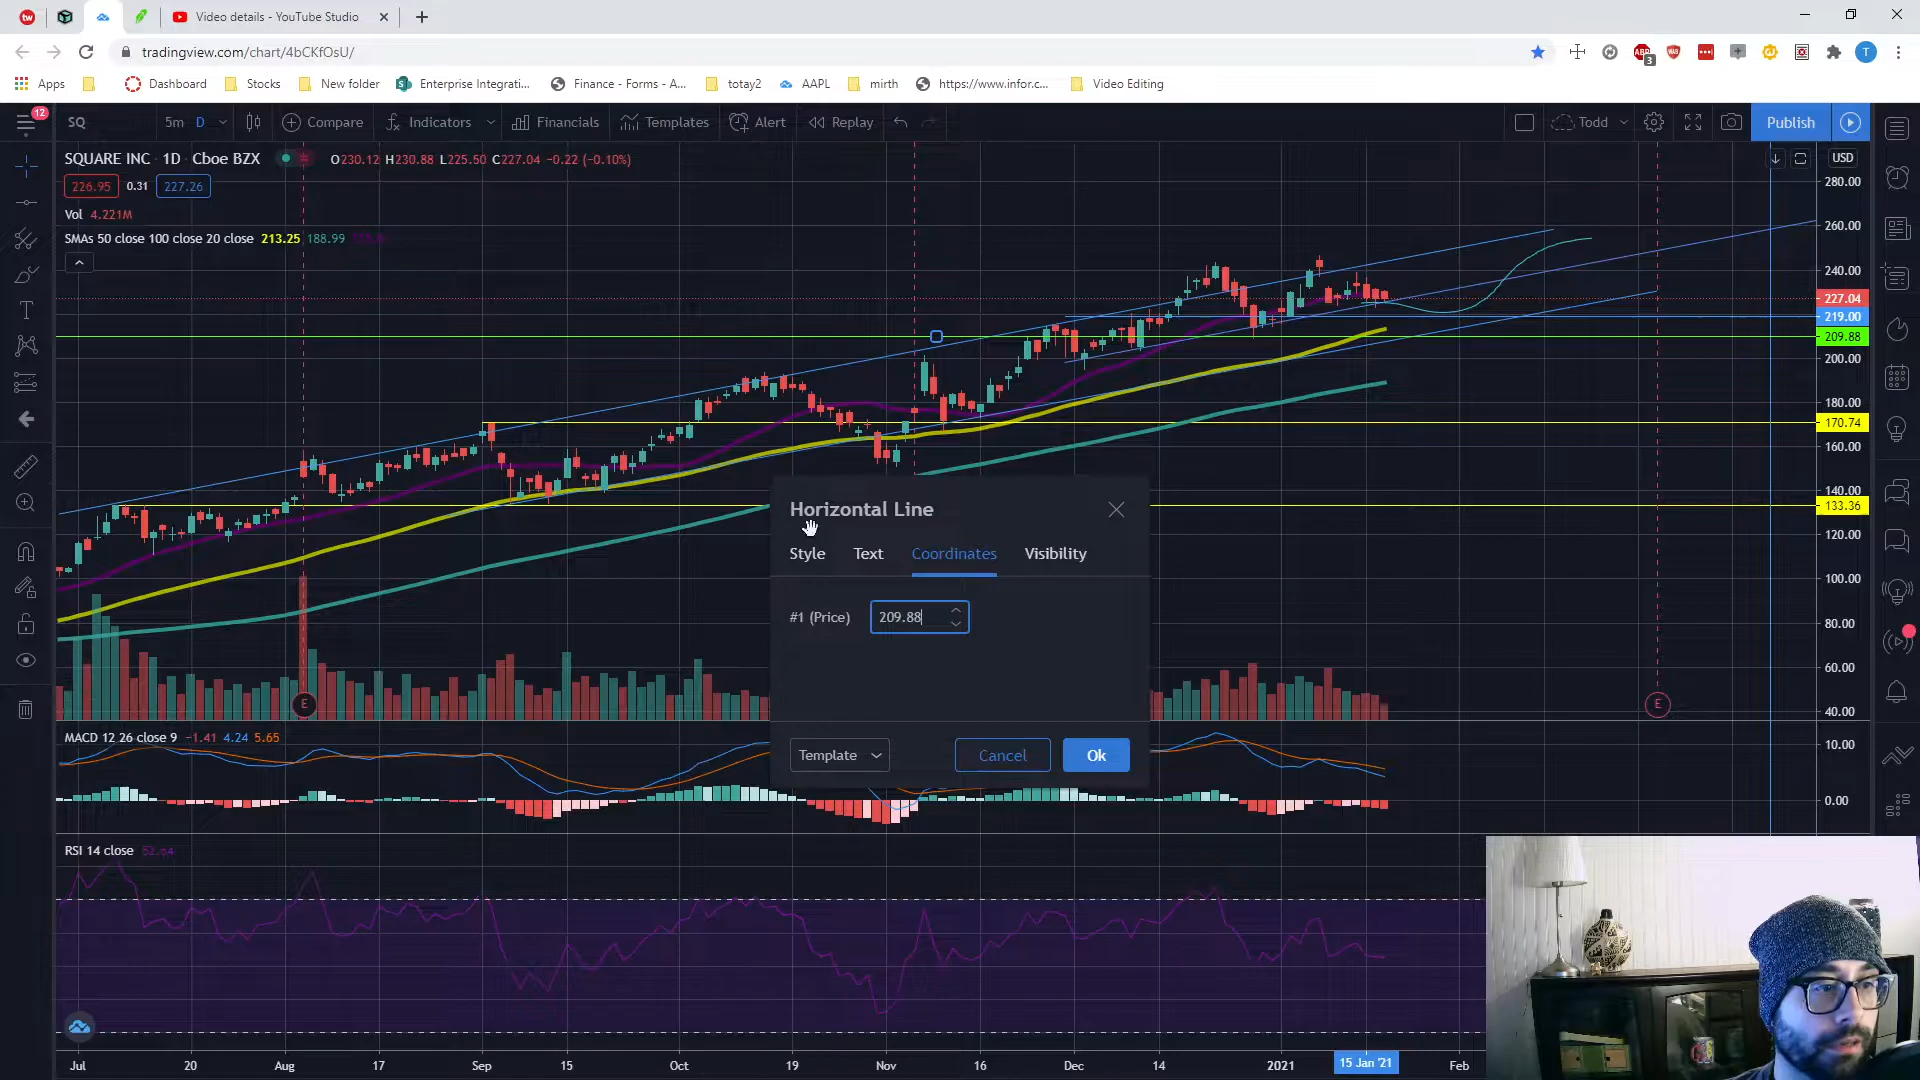 tw
Video details - YouTube Studio
tradingview.com/chart/4bCKfOsU/
ABP
3
T
Apps
Dashboard
Stocks
New folder
Enterprise Integrati...
Finance - Forms - A...
totay2
AAPL
mirth
https://www.infor.c...
Video Editing
12
SQ
5m D
Compare
Indicators
Financials
Templates
Alert
Replay
Todd
Publish
SQUARE INC 1D Cboe BZX
O230.12 H230.88 L225.50 C227.04 −0.22 (−0.10%)
226.95 0.31 227.26
Vol 4.221M
SMAs 50 close 100 close 20 close 213.25 188.99
USD
280.00
260.00
240.00
227.04
219.00
209.88
200.00
180.00
170.74
160.00
140.00
133.36
120.00
100.00
80.00
60.00
40.00
10.00
0.00
Horizontal Line
Style
Text
Coordinates
Visibility
#1 (Price)
209.88
Template
Cancel
Ok
E
E
MACD 12 26 close 9 −1.41 4.24 5.65
RSI 14 close
Jul
20
Aug
17
Sep
15
Oct
19
Nov
16
Dec
14
2021
15 Jan '21
Feb